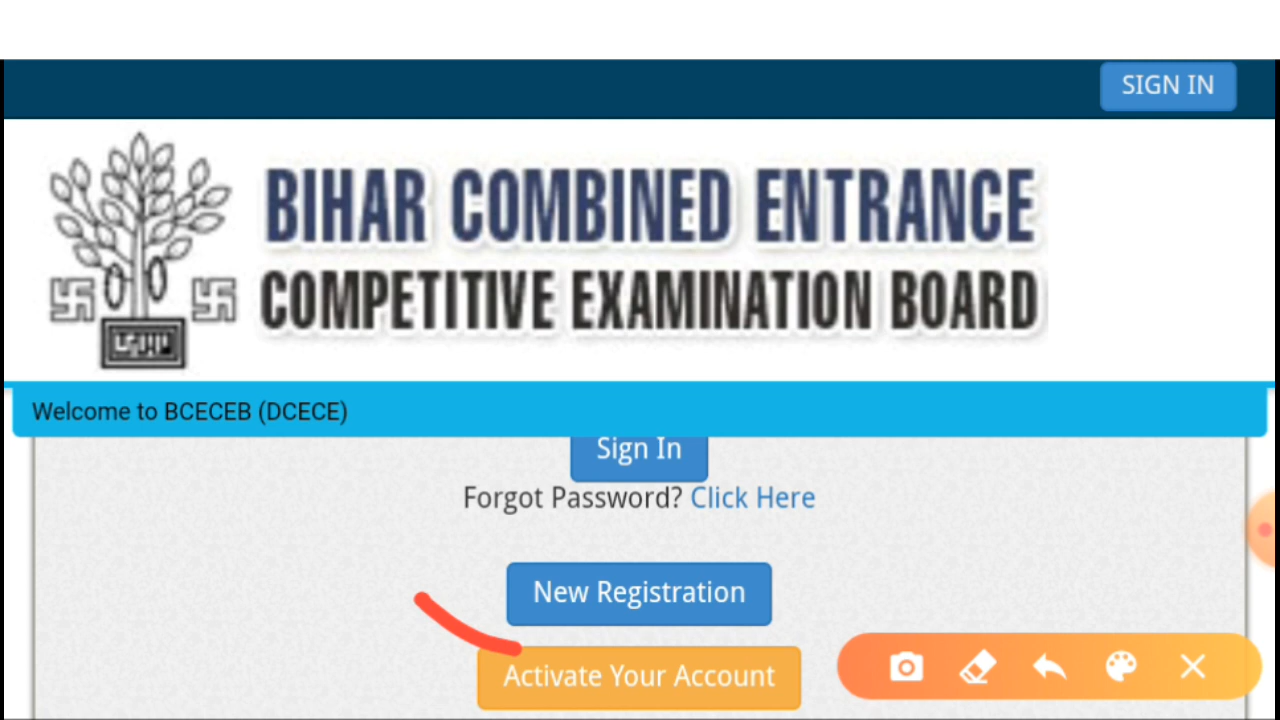 SIGN IN
BIHAR COMBINED ENTRANCE
COMPETITIVE EXAMINATION BOARD
Welcome to BCECEB (DCECE)
Sign In
Forgot Password? Click Here
New Registration
Activate Your Account